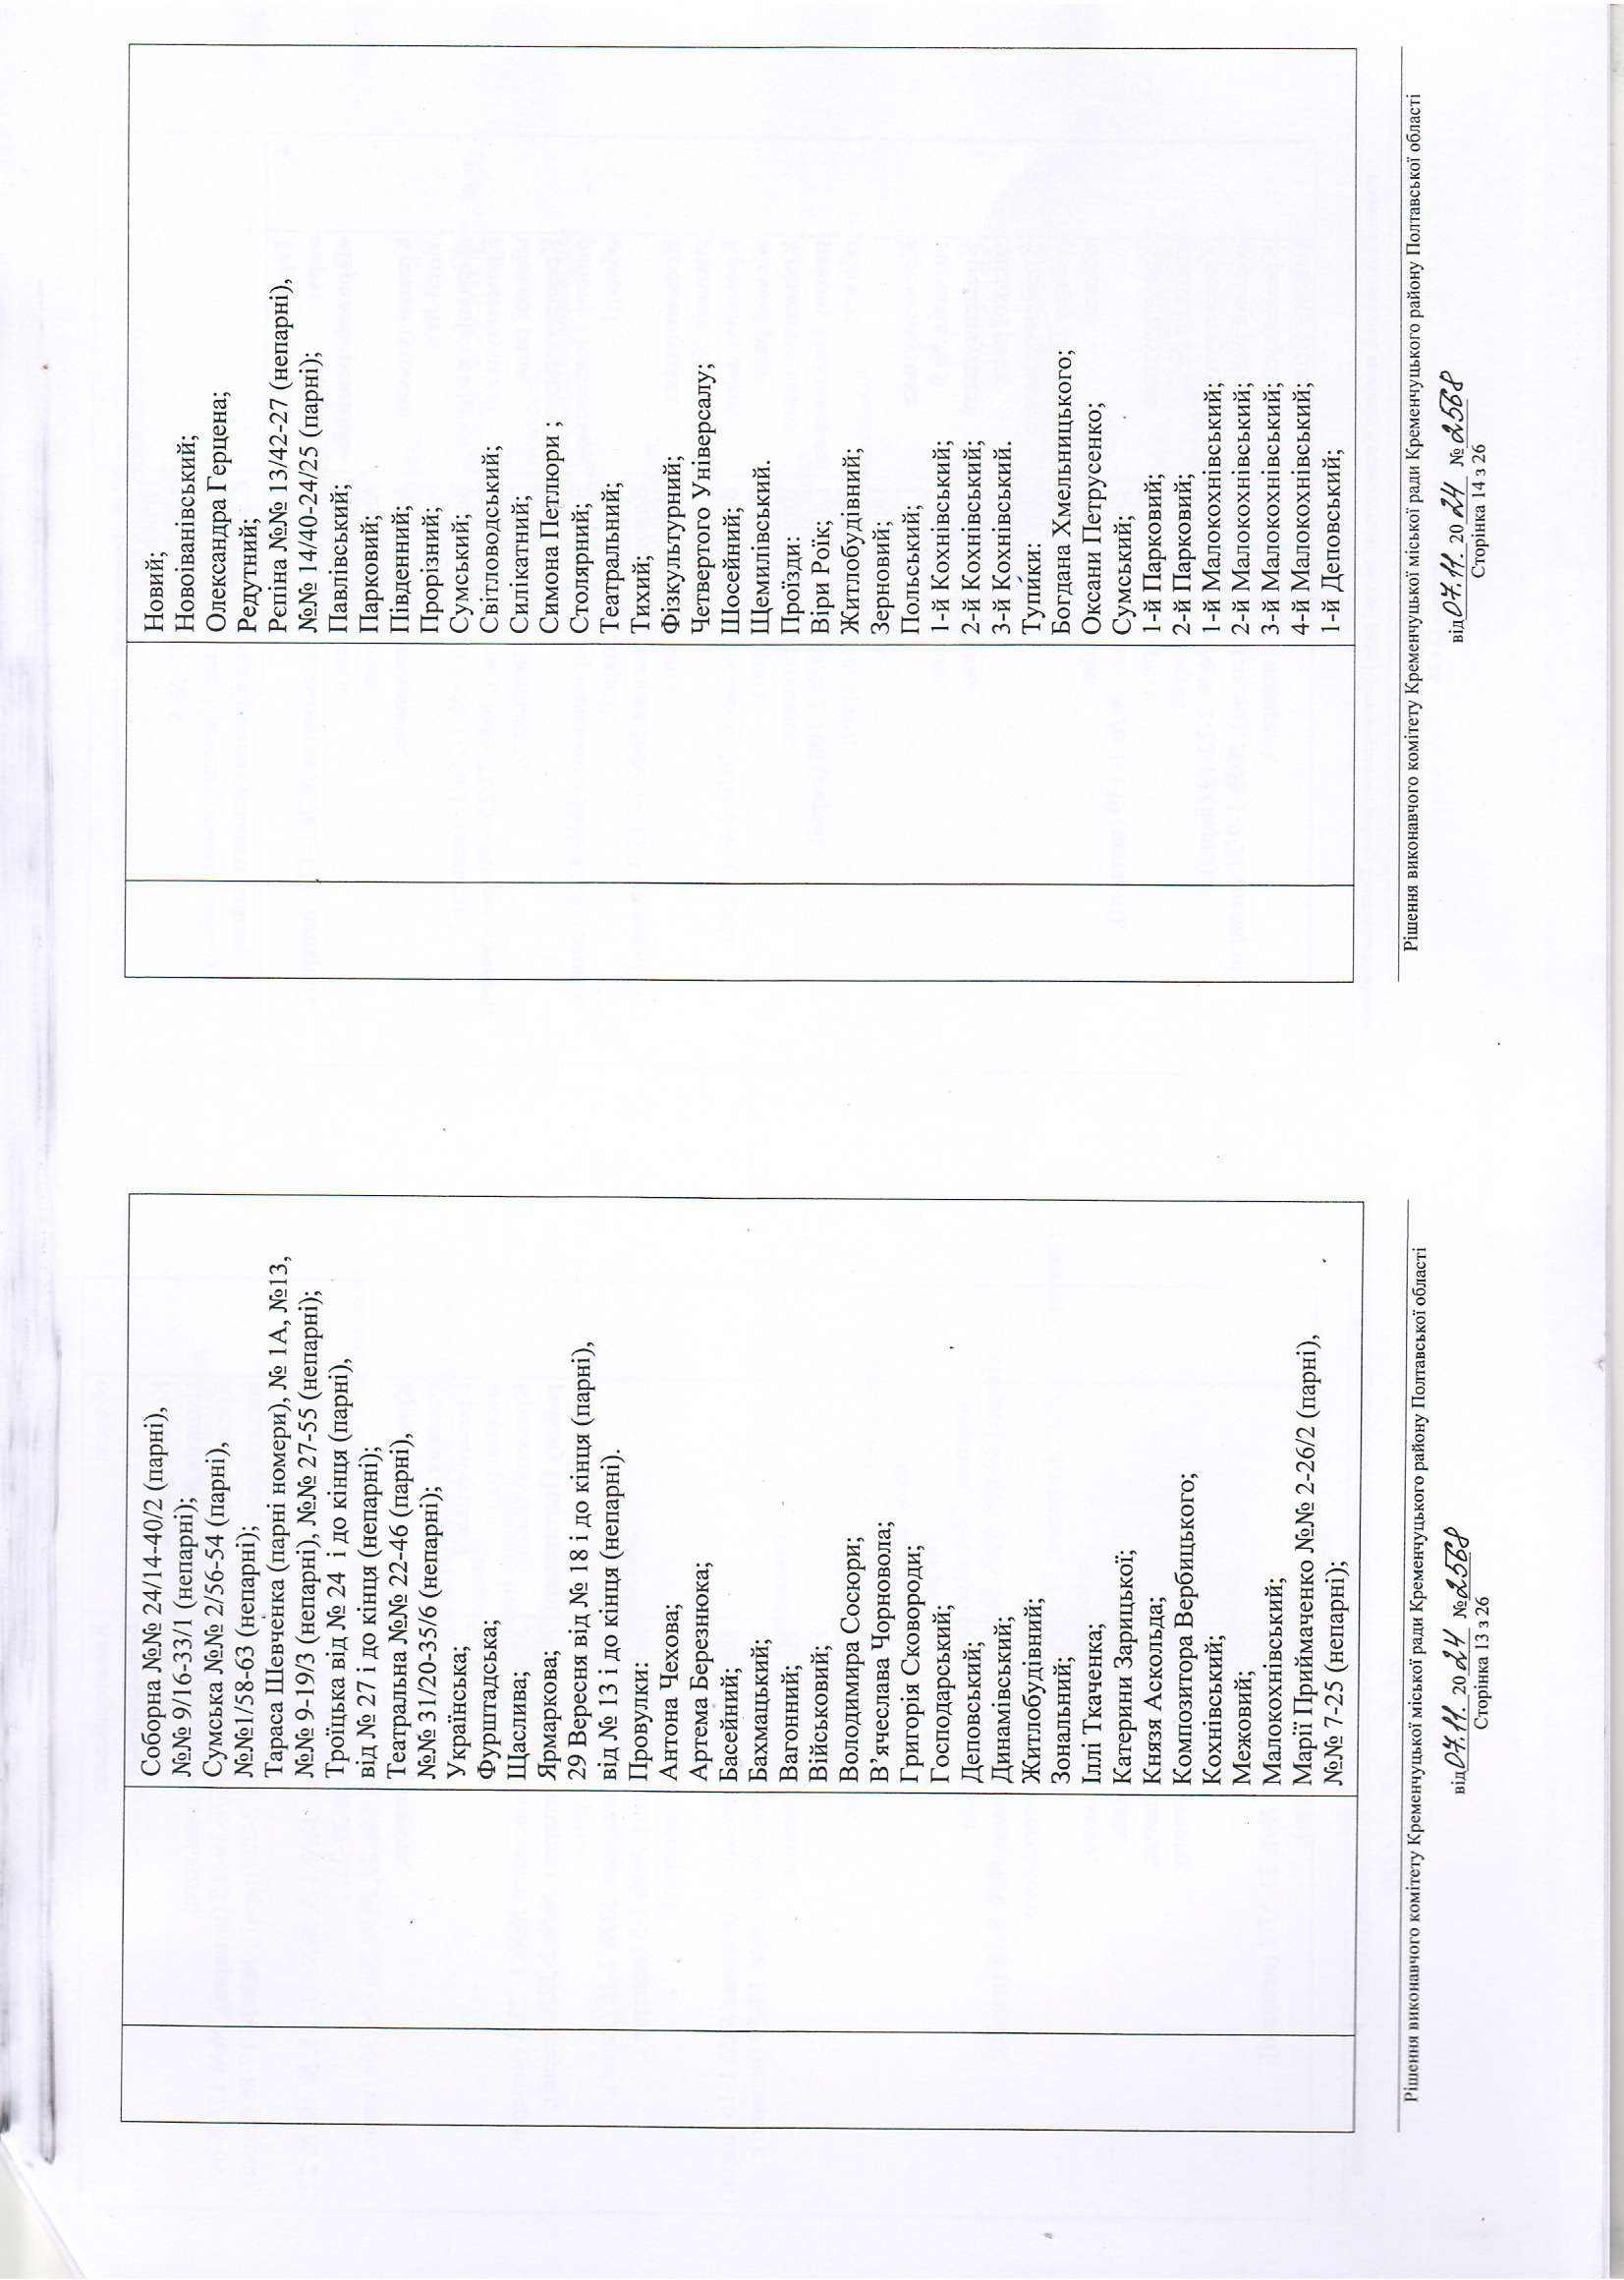 Соборна №№ 24/14-40/2 (парні),
№№ 9/16-33/1 (непарні);
Сумська №№ 2/56-54 (парні),
№№1/58-63 (непарні);
Тараса Шевченка (парні номери), № 1А, №13,
№№ 9-19/3 (непарні), №№ 27-55 (непарні);
Троїцька від № 24 і до кінця (парні),
від № 27 і до кінця (непарні);
Театральна №№ 22-46 (парні),
№№ 31/20-35/6 (непарні);
Українська;
Фурштадська;
Щаслива;
Ярмаркова;
29 Вересня від № 18 і до кінця (парні),
від № 13 і до кінця (непарні).
Провулки:
Антона Чехова;
Артема Березнюка;
Басейний;
Бахмацький;
Вагонний;
Військовий;
Володимира Сосюри;
В’ячеслава Чорновола;
Григорія Сковороди;
Господарський;
Деповський;
Динамівський;
Житлобудівний;
Зональний;
Іллі Ткаченка;
Катерини Зарицької;
Князя Аскольда;
Композитора Вербицького;
Кохнівський;
Межовий;
Малокохнівський;
Марії Приймаченко №№ 2-26/2 (парні),
№№ 7-25 (непарні);
Рішення виконавчого комітету Кременчуцької міської ради Кременчуцького району Полтавської області
від 07.11. 2024 № 2568
Сторінка 13 з 26
Новий;
Новоіванівський;
Олександра Герцена;
Редутний;
Рєпіна №№ 13/42-27 (непарні),
№№ 14/40-24/25 (парні);
Павлівський;
Парковий;
Південний;
Прорізний;
Сумський;
Світловодський;
Силікатний;
Симона Петлюри ;
Столярний;
Театральний;
Тихий;
Фізкультурний;
Четвертого Універсалу;
Шосейний;
Щемилівський.
Проїзди:
Віри Роїк;
Житлобудівний;
Зерновий;
Польський;
1-й Кохнівський;
2-й Кохнівський;
3-й Кохнівський.
Тупики:
Богдана Хмельницького;
Оксани Петрусенко;
Сумський;
1-й Парковий;
2-й Парковий;
1-й Малокохнівський;
2-й Малокохнівський;
3-й Малокохнівський;
4-й Малокохнівський;
1-й Деповський;
Рішення виконавчого комітету Кременчуцької міської ради Кременчуцького району Полтавської області
від 07.11. 2024 № 2568
Сторінка 14 з 26